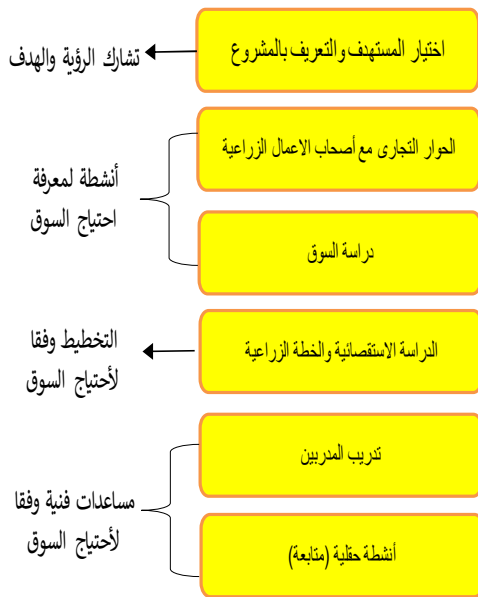 اختيار المستهدف والتعريف بالمشروع
تشارك الرؤية والهدف
الحوار التجارى مع أصحاب الاعمال الزراعية
أنشطة لمعرفة
احتياج السوق
دراسة السوق
الدراسة الاستقصائية والخطة الزراعية
التخطيط وفقا
لأحتياج السوق
تدريب المدربين
مساعدات فنية وفقا
لأحتياج السوق
أنشطة حقلية (متابعة)